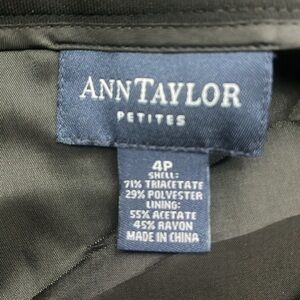 ANNTAYLOR
PETITES
4P
SHELL:
71% TRIACETATE
29% POLYESTER
LINING:
55% ACETATE
45% RAYON
MADE IN CHINA